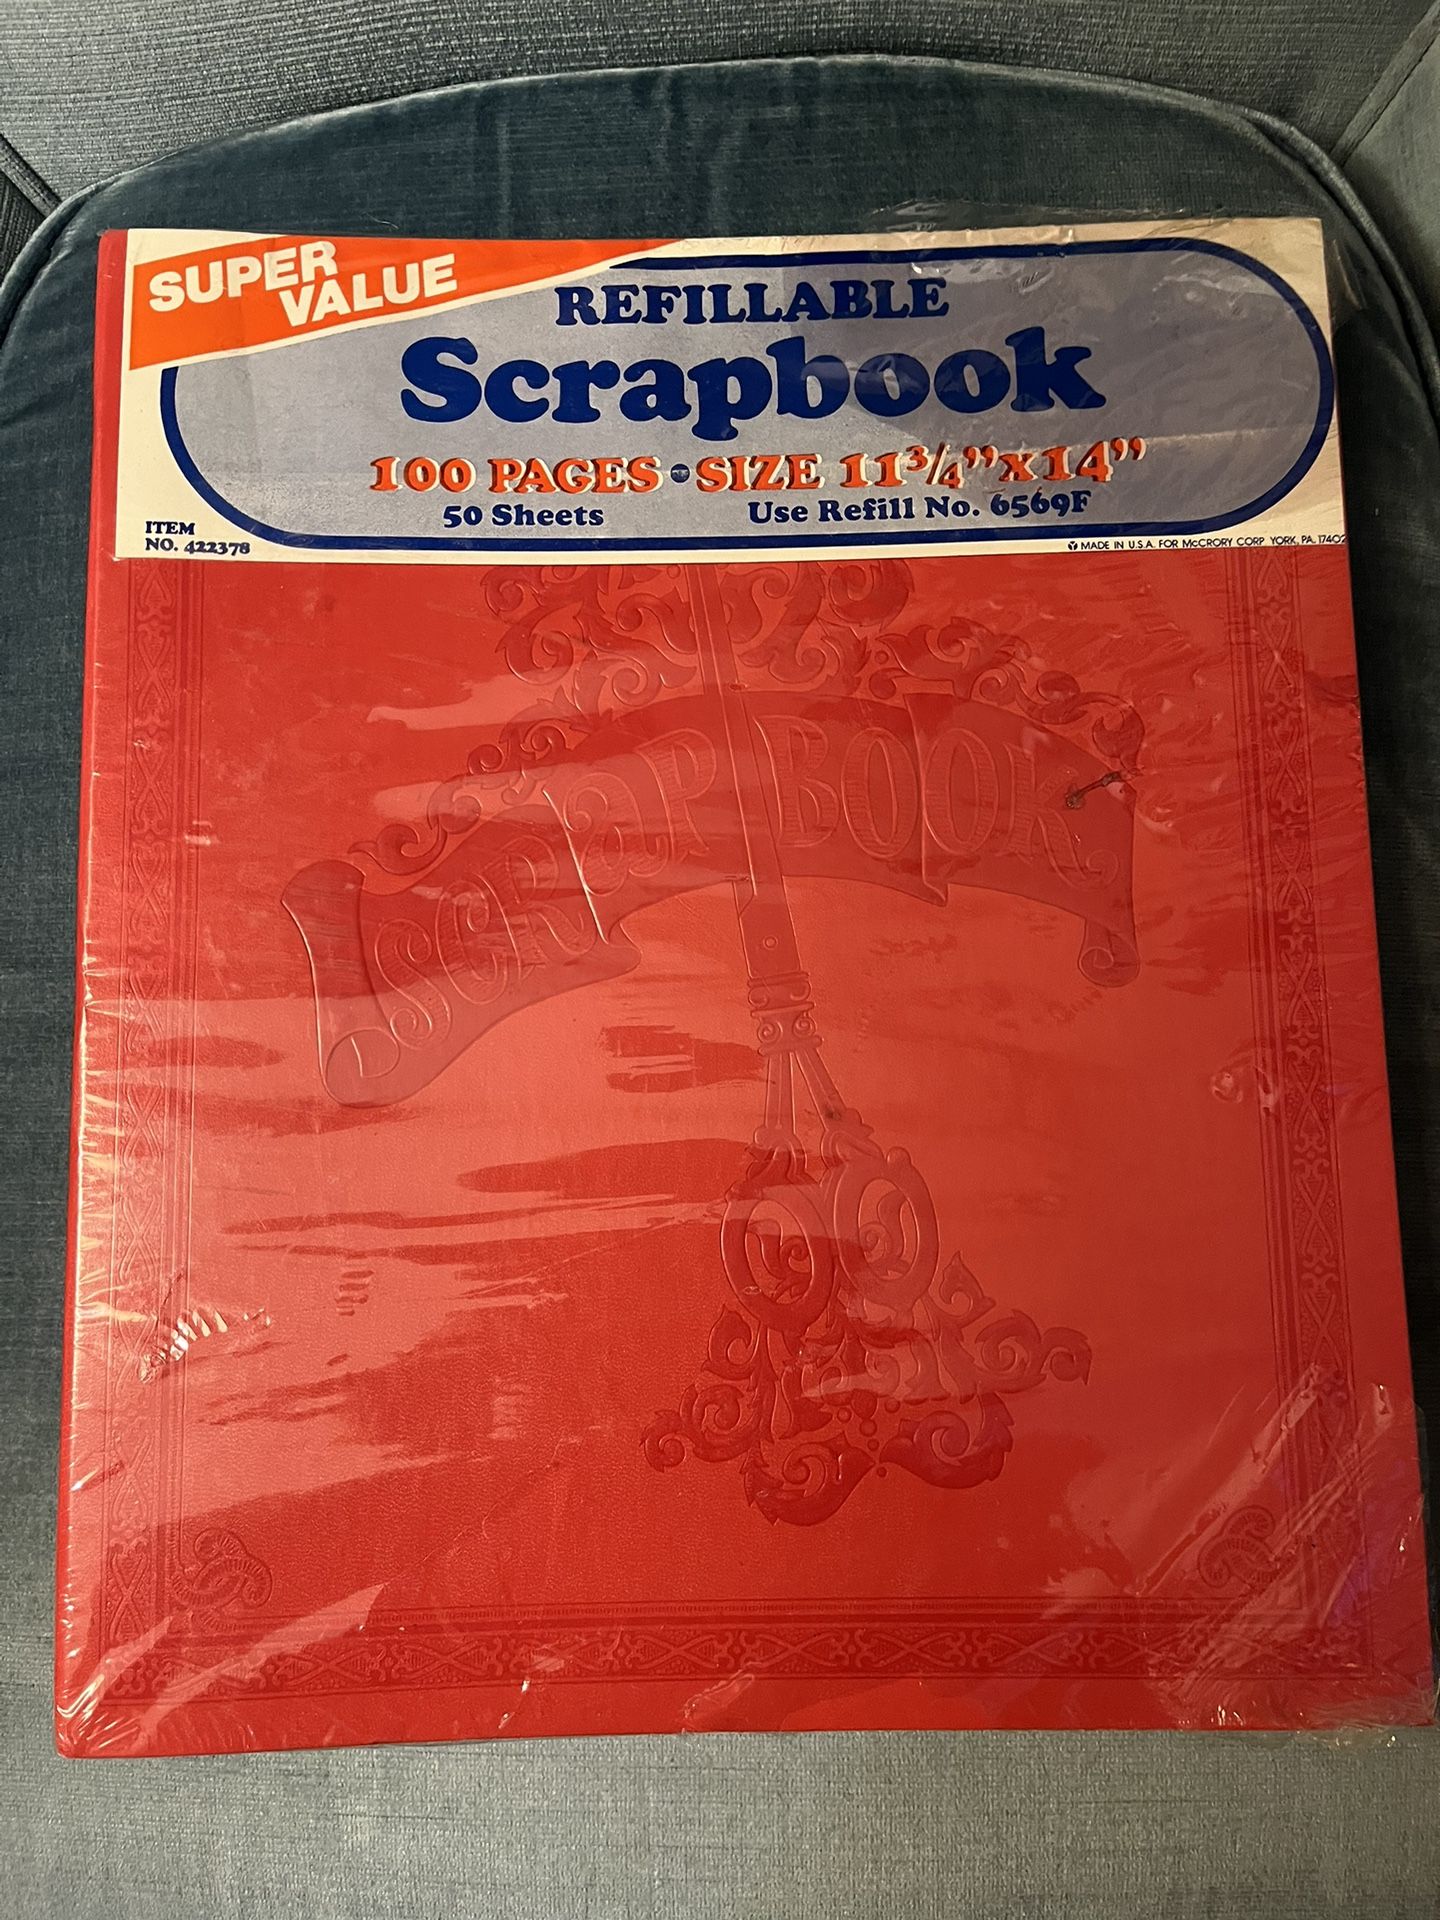 SUPER
VALUE
REFILLABLE
Scrapbook
100 PAGES • SIZE 11¾"x14"
50 Sheets Use Refill No. 6569F
ITEM
NO. 422378
MADE IN U.S.A. FOR McCRORY CORP YORK, PA. 17402
SCRAP BOOK